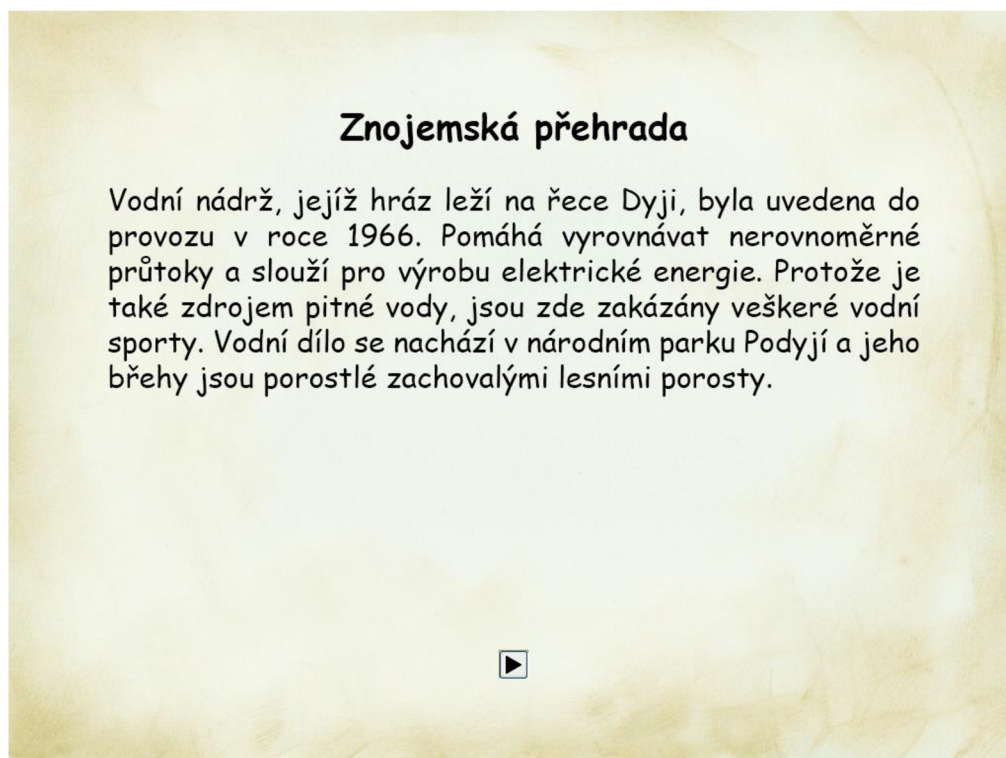 Znojemská přehrada
Vodní nádrž, jejíž hráz leží na řece Dyji, byla uvedena do
provozu v roce 1966. Pomáhá vyrovnávat nerovnoměrné
průtoky a slouží pro výrobu elektrické energie. Protože je
také zdrojem pitné vody, jsou zde zakázány veškeré vodní
sporty. Vodní dílo se nachází v národním parku Podyjí a jeho
břehy jsou porostlé zachovalými lesními porosty.